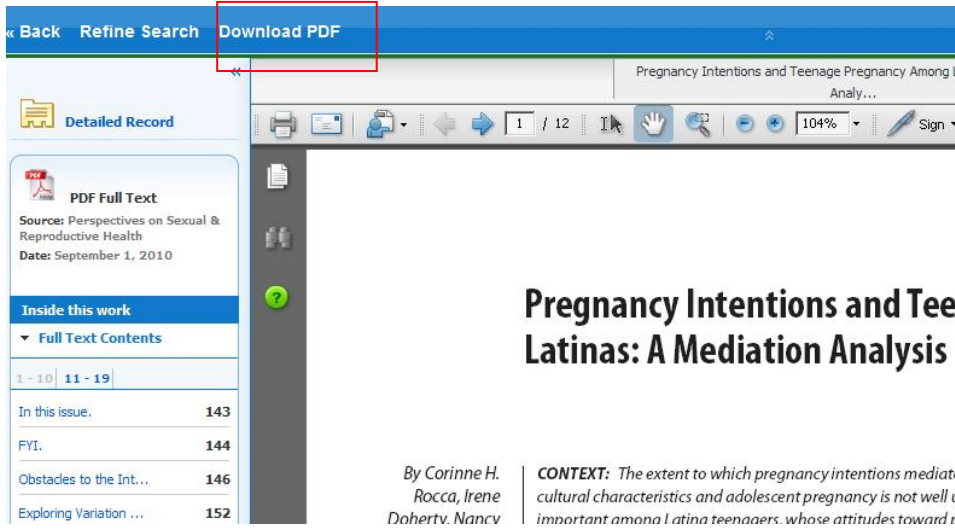 « Back Refine Search Download PDF
«
Pregnancy Intentions and Teenage Pregnancy Among
Analy...
Detailed Record
1 / 12 104% Sign
PDF Full Text
Source: Perspectives on Sexual &
Reproductive Health
Date: September 1, 2010
?
Inside this work
Full Text Contents
1 - 10 11 - 19
In this issue. 143
FYI. 144
Obstacles to the Int... 146
Exploring Variation ... 152
Pregnancy Intentions and Tee
Latinas: A Mediation Analysis
By Corinne H.
Rocca, Irene
Doherty, Nancy
CONTEXT: The extent to which pregnancy intentions mediat
cultural characteristics and adolescent pregnancy is not well
important among Latina teenagers, whose attitudes toward